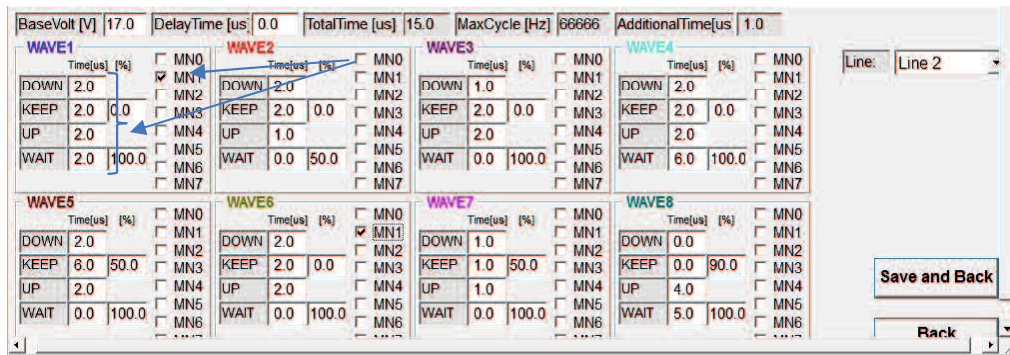 BaseVolt [V] 17.0 DelayTime [us] 0.0 TotalTime [us] 15.0 MaxCycle [Hz] 66666 AdditionalTime[us 1.0
WAVE1
Time[us] [%]
DOWN 2.0
KEEP 2.0 0.0
UP 2.0
WAIT 2.0 100.0
MN0
MN1
MN2
MN3
MN4
MN5
MN6
MN7
WAVE2
Time[us] [%]
DOWN 2.0
KEEP 2.0 0.0
UP 1.0
WAIT 0.0 50.0
MN0
MN1
MN2
MN3
MN4
MN5
MN6
MN7
WAVE3
Time[us] [%]
DOWN 1.0
KEEP 2.0 0.0
UP 2.0
WAIT 0.0 100.0
MN0
MN1
MN2
MN3
MN4
MN5
MN6
MN7
WAVE4
Time[us] [%]
DOWN 2.0
KEEP 2.0 0.0
UP 2.0
WAIT 6.0 100.0
MN0
MN1
MN2
MN3
MN4
MN5
MN6
MN7
Line: Line 2
WAVE5
Time[us] [%]
DOWN 2.0
KEEP 6.0 50.0
UP 2.0
WAIT 0.0 100.0
MN0
MN1
MN2
MN3
MN4
MN5
MN6
WAVE6
Time[us] [%]
DOWN 2.0
KEEP 2.0 0.0
UP 2.0
WAIT 0.0 100.0
MN0
MN1
MN2
MN3
MN4
MN5
MN6
WAVE7
Time[us] [%]
DOWN 1.0
KEEP 1.0 50.0
UP 1.0
WAIT 0.0 100.0
MN0
MN1
MN2
MN3
MN4
MN5
MN6
WAVE8
Time[us] [%]
DOWN 0.0
KEEP 0.0 90.0
UP 4.0
WAIT 5.0 100.0
MN0
MN1
MN2
MN3
MN4
MN5
MN6
Save and Back
Back